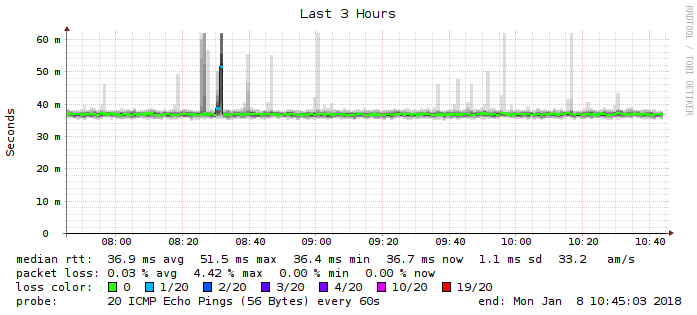 Last 3 Hours
RRDTOOL / TOBI OETIKER
Seconds
60 m
50 m
40 m
30 m
20 m
10 m
0
08:00 08:20 08:40 09:00 09:20 09:40 10:00 10:20 10:40
median rtt: 36.9 ms avg 51.5 ms max 36.4 ms min 36.7 ms now 1.1 ms sd 33.2 am/s
packet loss: 0.03 % avg 4.42 % max 0.00 % min 0.00 % now
loss color: 0 1/20 2/20 3/20 4/20 10/20 19/20
probe: 20 ICMP Echo Pings (56 Bytes) every 60s end: Mon Jan 8 10:45:03 2018